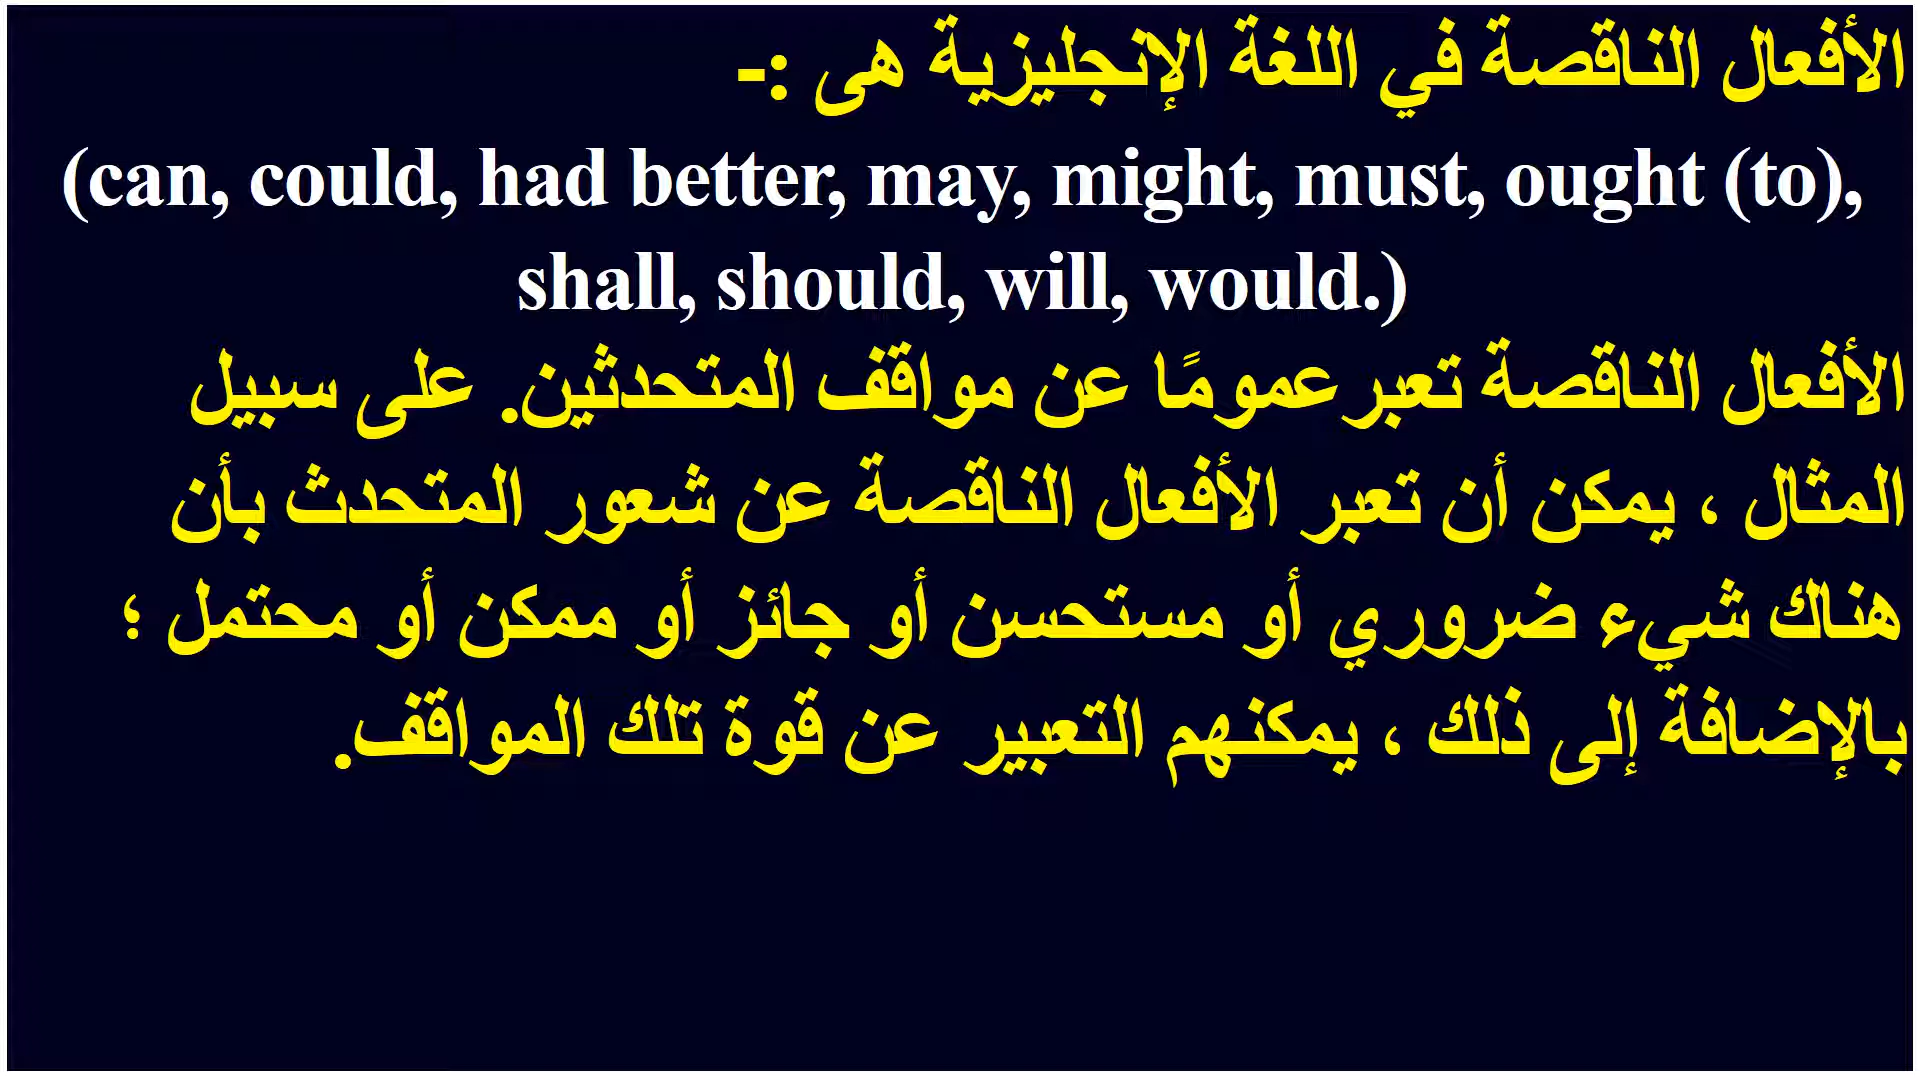 الأفعال الناقصة في اللغة الإنجليزية هى :-
(can, could, had better, may, might, must, ought (to),
shall, should, will, would.)
الأفعال الناقصة تعبرعمومًا عن مواقف المتحدثين. على سبيل
المثال ، يمكن أن تعبر الأفعال الناقصة عن شعور المتحدث بأن
هناك شيء ضروري أو مستحسن أو جائز أو ممكن أو محتمل ؛
بالإضافة إلى ذلك ، يمكنهم التعبير عن قوة تلك المواقف.